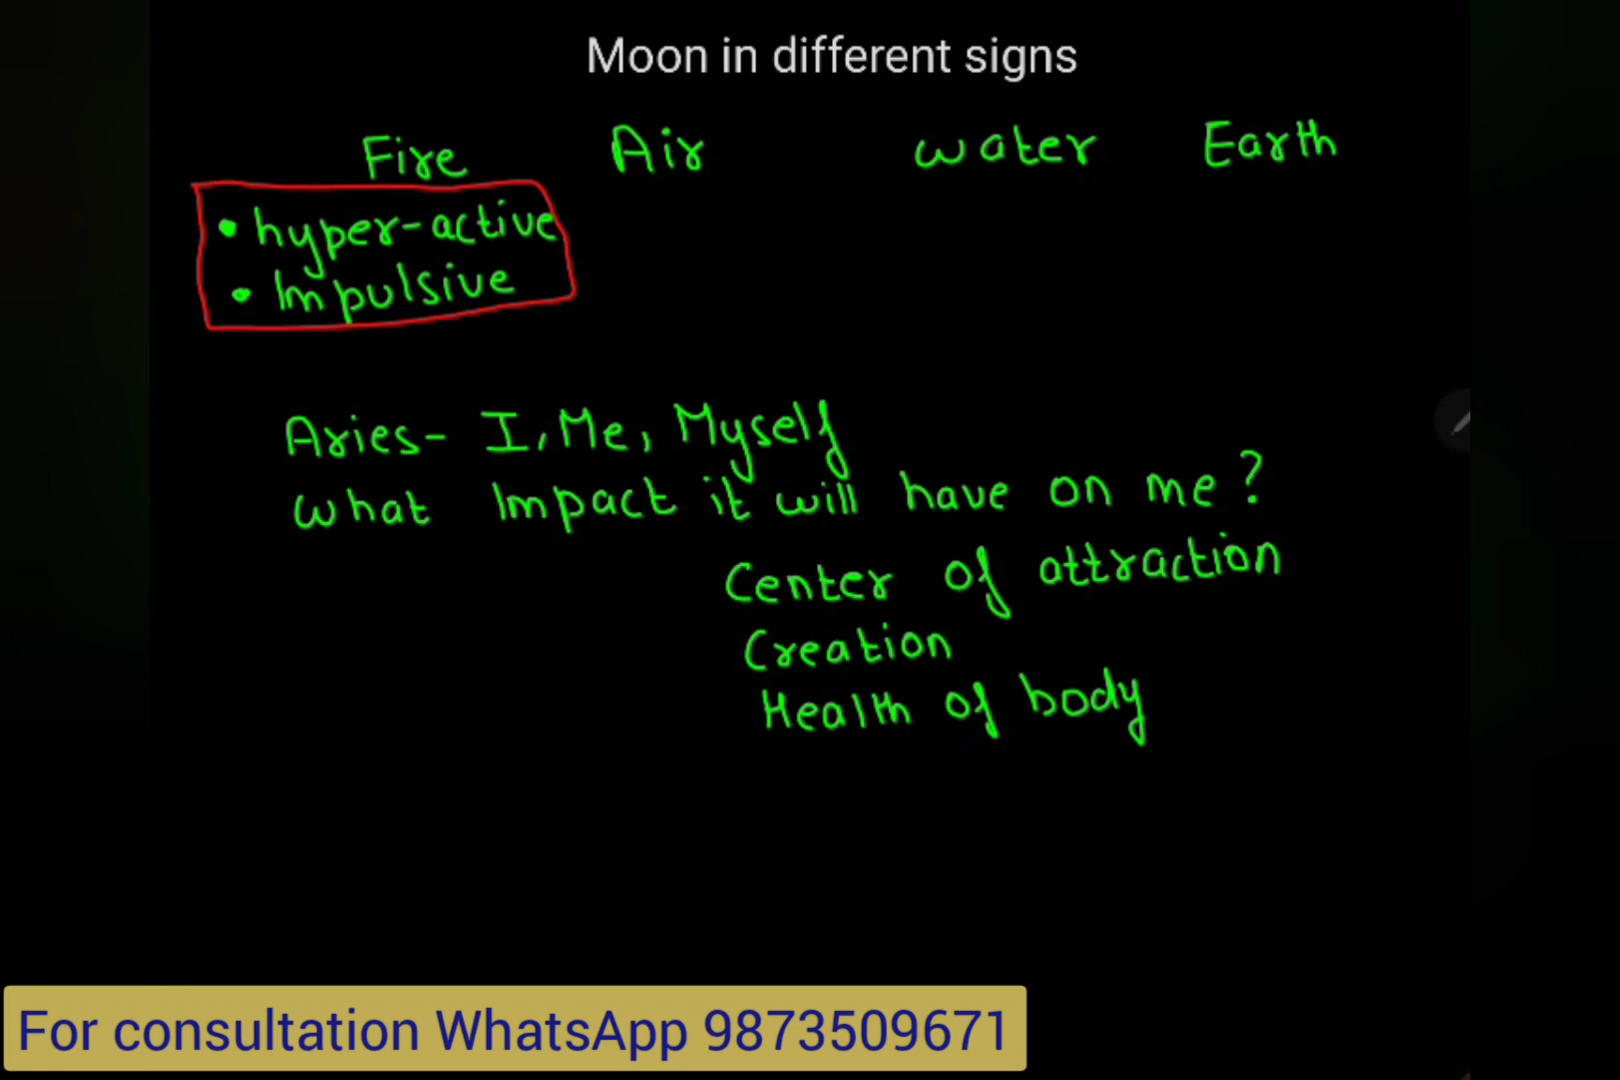 Moon in different signs
Fire Air water Earth
• hyper-active
• Impulsive
Aries- I, Me, Myself
What Impact it will have on me?
Center of attraction
Creation
Health of body
For consultation WhatsApp 9873509671